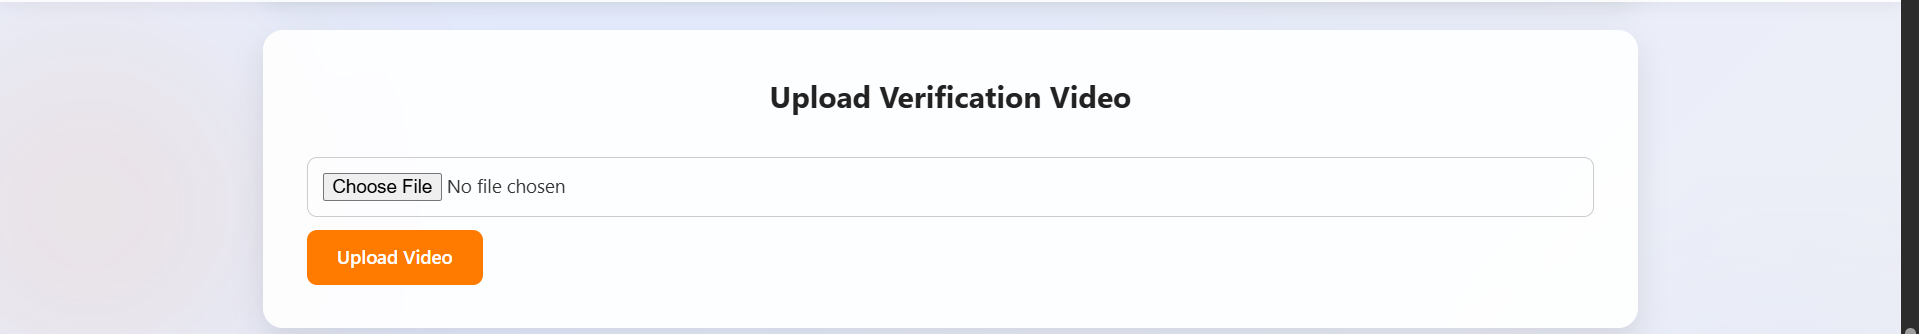 Upload Verification Video
Choose File No file chosen
Upload Video